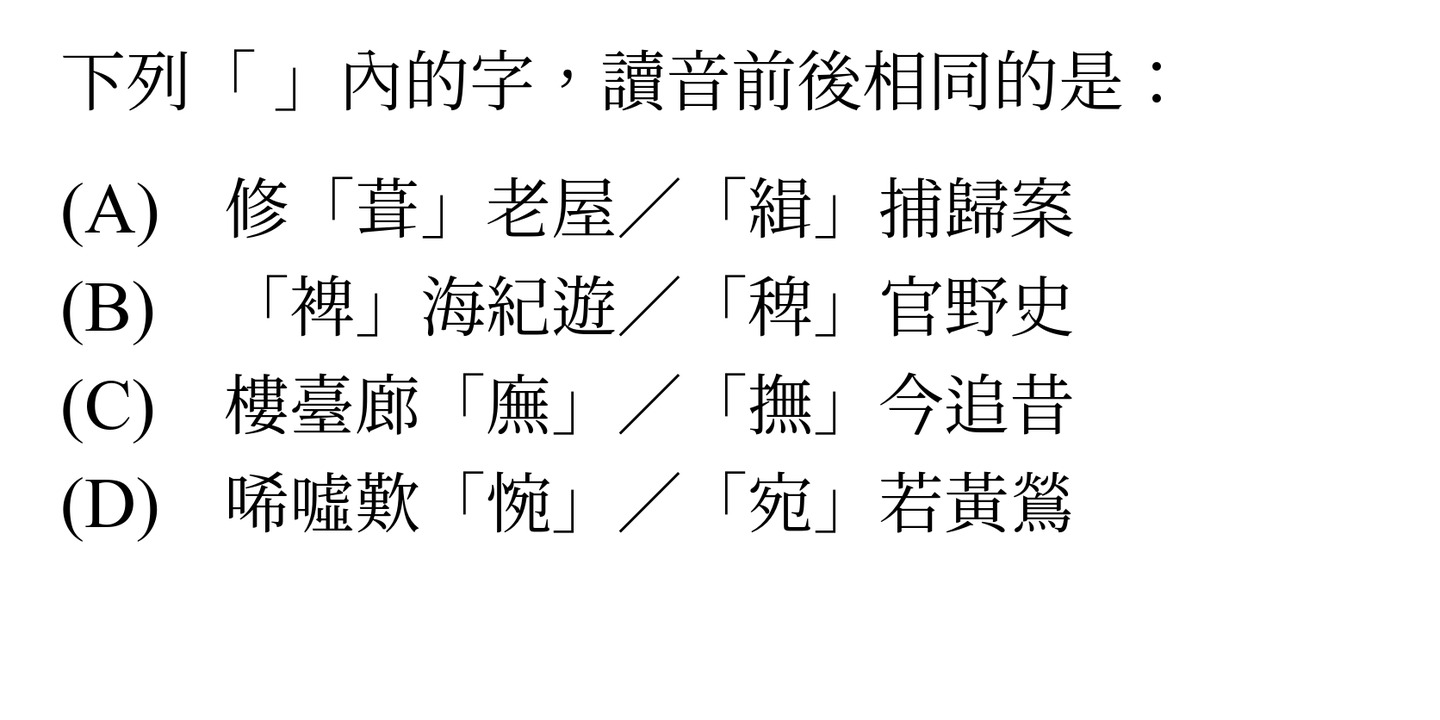 下列「 」內的字，讀音前後相同的是：
(A) 修「葺」老屋／「緝」捕歸案
(B) 「裨」海紀遊／「稗」官野史
(C) 樓臺廊「廡」／「撫」今追昔
(D) 唏噓歎「惋」／「宛」若黃鶯